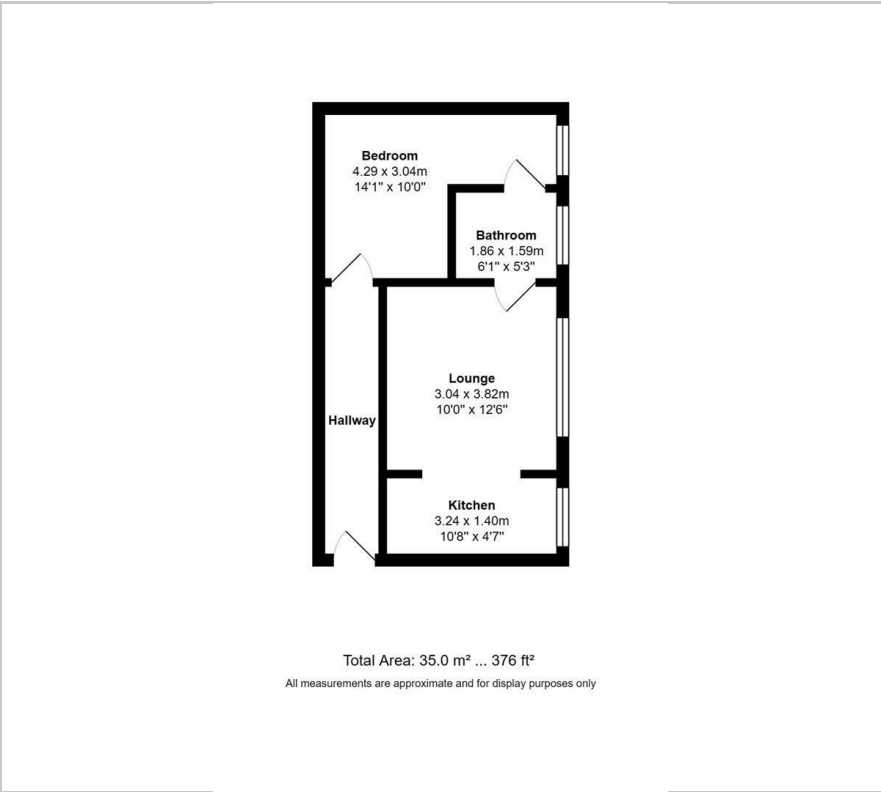 Bedroom
4.29 x 3.04m
14'1" x 10'0"
Bathroom
1.86 x 1.59m
6'1" x 5'3"
Lounge
3.04 x 3.82m
10'0" x 12'6"
Hallway
Kitchen
3.24 x 1.40m
10'8" x 4'7"
Total Area: 35.0 m² ... 376 ft²
All measurements are approximate and for display purposes only